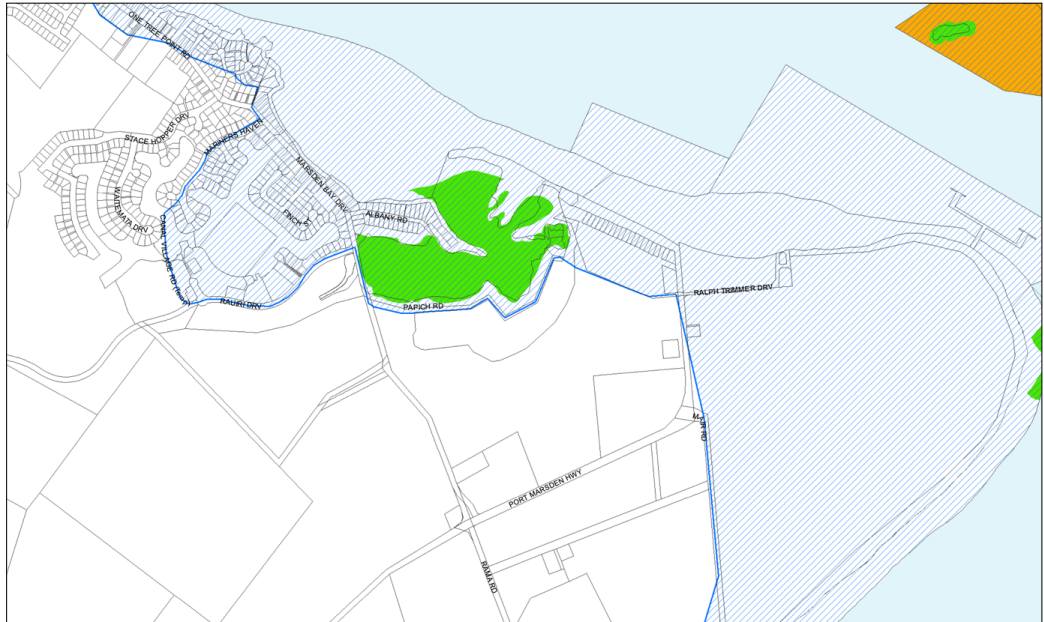 ONE TREE POINT RD
STACE HOPPER DRV
MARINERS HAVEN
MARSDEN BAY DRV
WAITEMATA DRV
FINCH
ALBANY RD
CANAL VILLAGE RD
RAURI DRV
PAPICH RD
RALPH TRIMMER DRV
MAIR RD
PORT MARSDEN HWY
RAMA RD